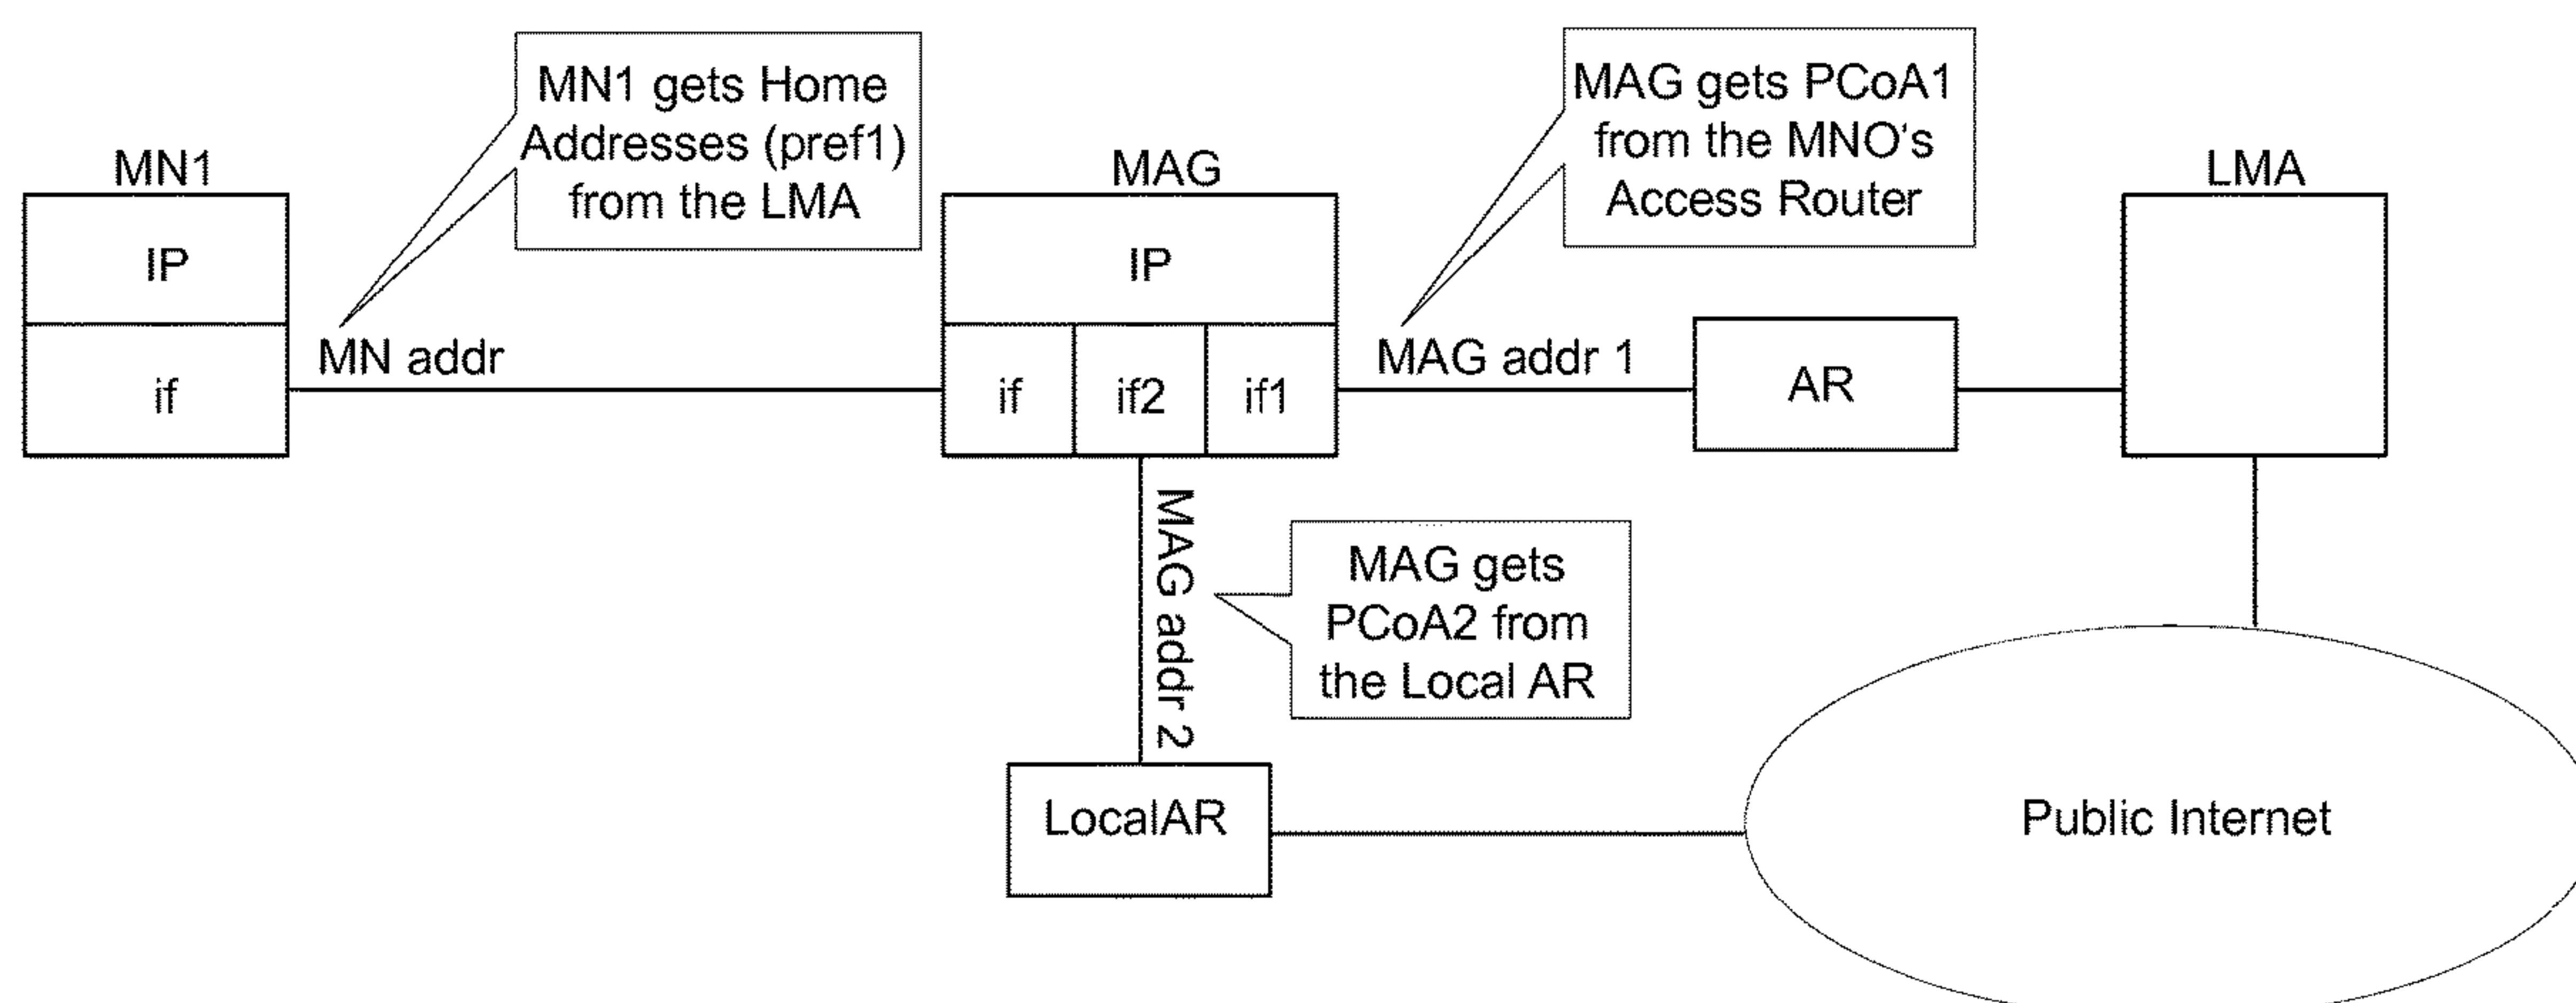 MN1 gets Home
Addresses (pref1)
from the LMA
MAG gets PCoA1
from the MNO's
Access Router
MN1
MAG
LMA
IP
IP
MN addr
MAG addr 1
if
if
if2
if1
AR
MAG addr 2
MAG gets
PCoA2 from
the Local AR
LocalAR
Public Internet